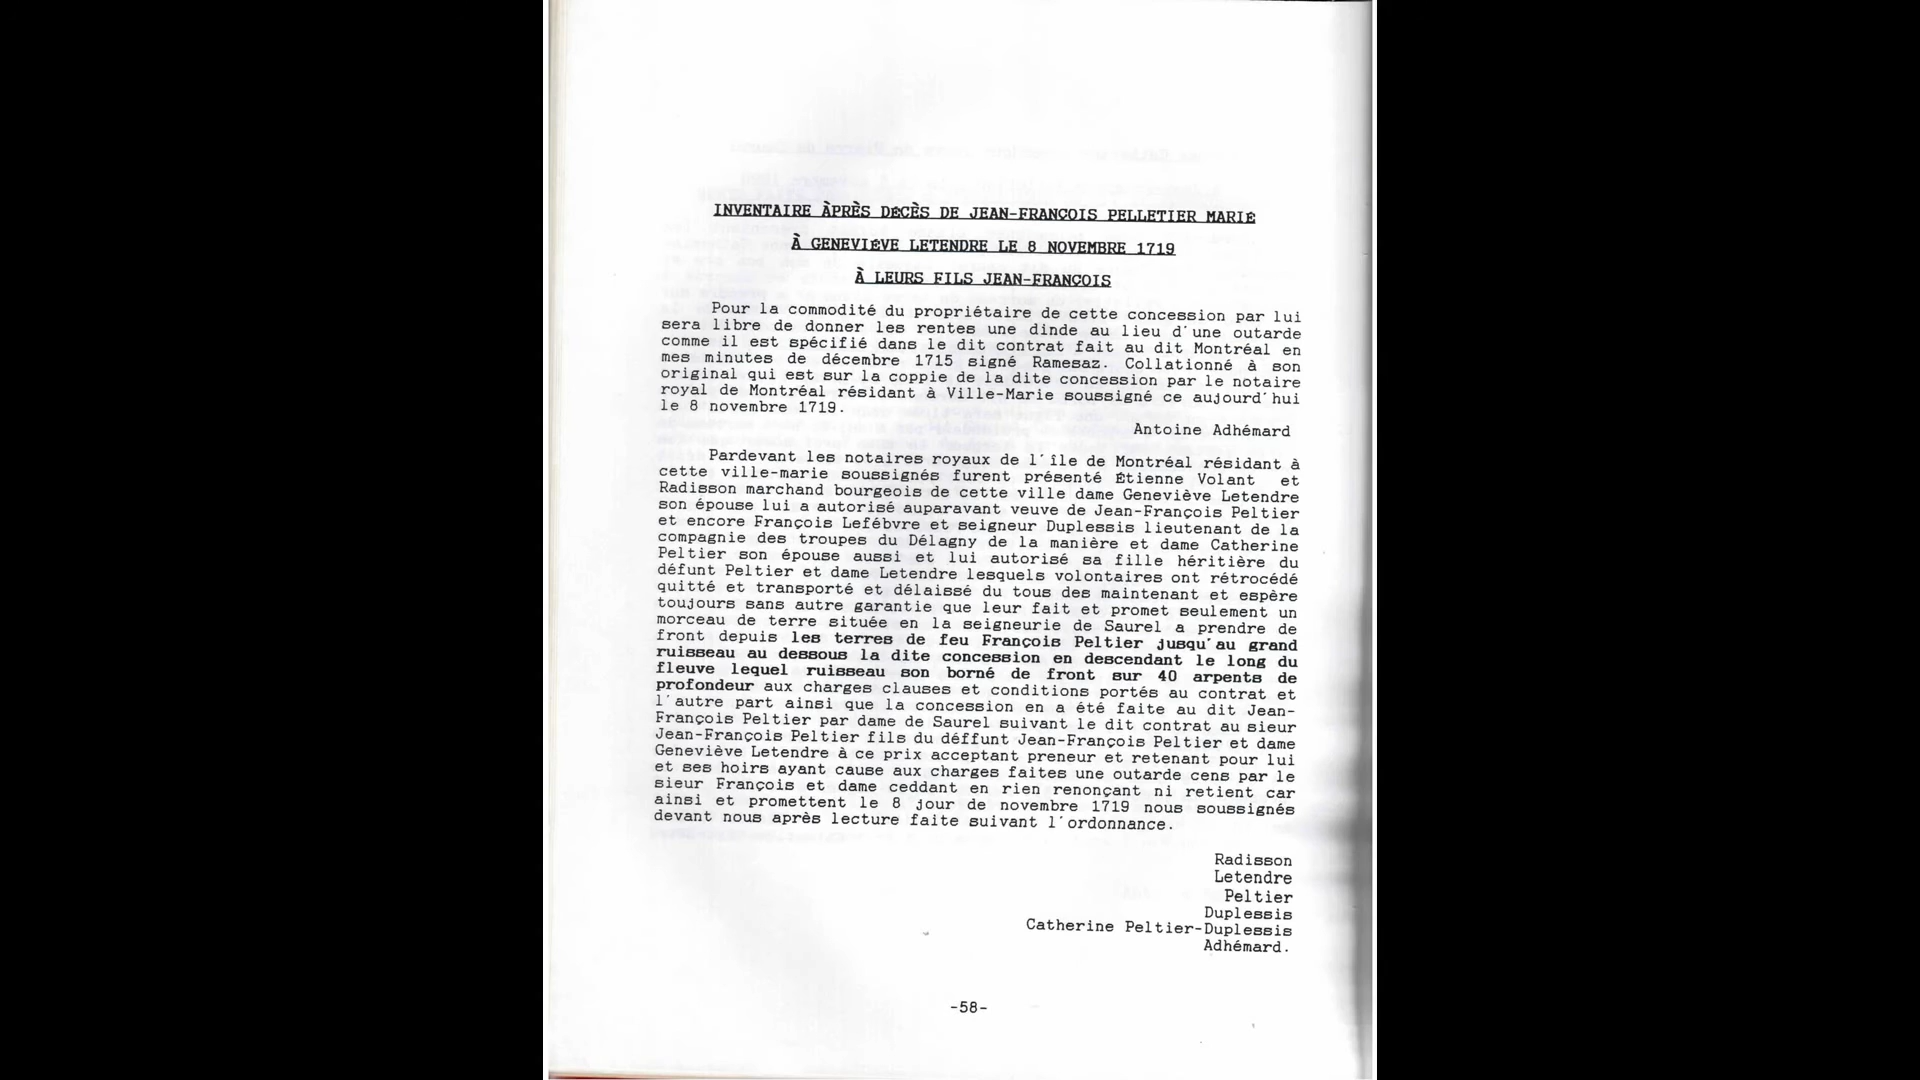 INVENTAIRE ÀPRÈS DÉCÈS DE JEAN-FRANÇOIS PELLETIER MARIÉ
À GENEVIÉVE LETENDRE LE 8 NOVEMBRE 1719
À LEURS FILS JEAN-FRANÇOIS
Pour la commodité du propriétaire de cette concession par lui
sera libre de donner les rentes une dinde au lieu d'une outarde
comme il est spécifié dans le dit contrat fait au dit Montréal en
mes minutes de décembre 1715 signé Ramesaz. Collationné à son
original qui est sur la coppie de la dite concession par le notaire
royal de Montréal résidant à Ville-Marie soussigné ce aujourd'hui
le 8 novembre 1719.
Antoine Adhémard
Pardevant les notaires royaux de l'île de Montréal résidant à
cette ville-marie soussignés furent présenté Étienne Volant et
Radisson marchand bourgeois de cette ville dame Geneviève Letendre
son épouse lui a autorisé auparavant veuve de Jean-François Peltier
et encore François Lefébvre et seigneur Duplessis lieutenant de la
compagnie des troupes du Délagny de la manière et dame Catherine
Peltier son épouse aussi et lui autorisé sa fille héritière du
défunt Peltier et dame Letendre lesquels volontaires ont rétrocédé
quitté et transporté et délaissé du tous des maintenant et espère
toujours sans autre garantie que leur fait et promet seulement un
morceau de terre située en la seigneurie de Saurel a prendre de
front depuis les terres de feu François Peltier jusqu'au grand
ruisseau au dessous la dite concession en descendant le long du
fleuve lequel ruisseau son borné de front sur 40 arpents de
profondeur aux charges clauses et conditions portés au contrat et
l'autre part ainsi que la concession en a été faite au dit Jean-
François Peltier par dame de Saurel suivant le dit contrat au sieur
Jean-François Peltier fils du déffunt Jean-François Peltier et dame
Geneviève Letendre à ce prix acceptant preneur et retenant pour lui
et ses hoirs ayant cause aux charges faites une outarde cens par le
sieur François et dame ceddant en rien renonçant ni retient car
ainsi et promettent le 8 jour de novembre 1719 nous soussignés
devant nous après lecture faite suivant l'ordonnance.
Radisson
Letendre
Peltier
Duplessis
Catherine Peltier-Duplessis
Adhémard.
-58-